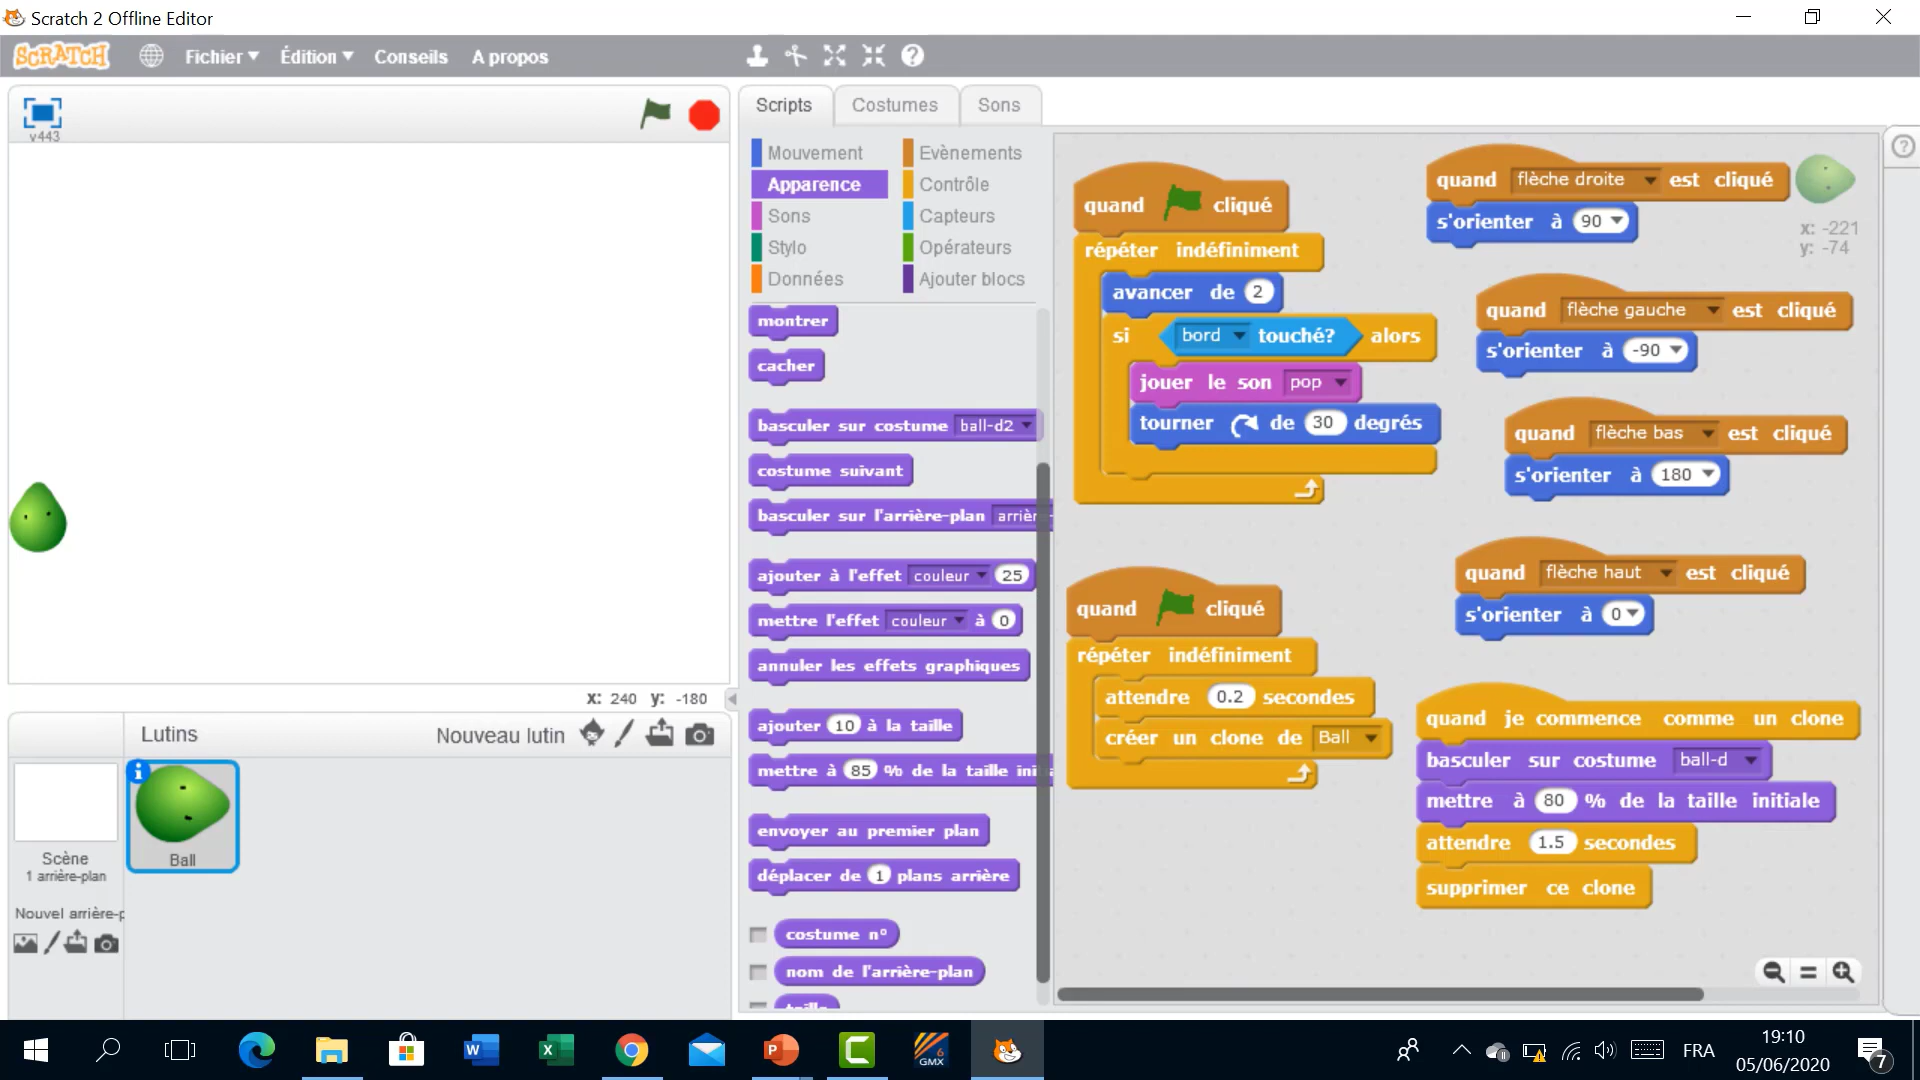 Scratch 2 Offline Editor
SCRATCH Fichier Édition Conseils A propos
v443
Scripts Costumes Sons
Mouvement
Apparence
Sons
Stylo
Données
Evènements
Contrôle
Capteurs
Opérateurs
Ajouter blocs
montrer
cacher
basculer sur costume ball-d2
costume suivant
basculer sur l'arrière-plan arrière-
ajouter à l'effet couleur 25
mettre l'effet couleur à 0
annuler les effets graphiques
ajouter 10 à la taille
mettre à 85 % de la taille initia
envoyer au premier plan
déplacer de 1 plans arrière
costume n°
nom de l'arrière-plan
quand cliqué
répéter indéfiniment
avancer de 2
si bord touché? alors
jouer le son pop
tourner de 30 degrés
quand cliqué
répéter indéfiniment
attendre 0.2 secondes
créer un clone de Ball
quand flèche droite est cliqué
s'orienter à 90
quand flèche gauche est cliqué
s'orienter à -90
quand flèche bas est cliqué
s'orienter à 180
quand flèche haut est cliqué
s'orienter à 0
quand je commence comme un clone
basculer sur costume ball-d
mettre à 80 % de la taille initiale
attendre 1.5 secondes
supprimer ce clone
x: -221
y: -74
x: 240 y: -180
Lutins Nouveau lutin
Ball
Scène
1 arrière-plan
Nouvel arrière-p
GMX 6
FRA
19:10
05/06/2020
7